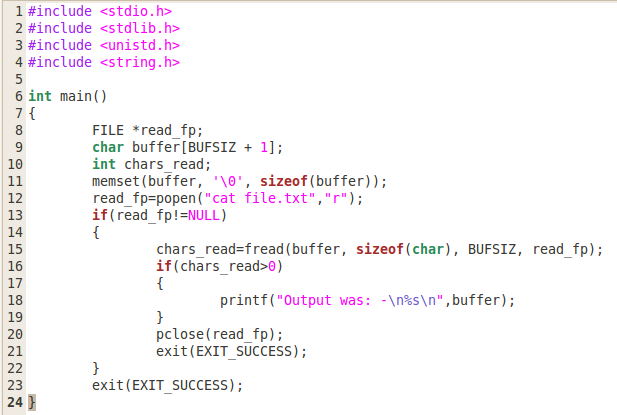 1 #include <stdio.h>
2 #include <stdlib.h>
3 #include <unistd.h>
4 #include <string.h>
5
6 int main()
7 {
8         FILE *read_fp;
9         char buffer[BUFSIZ + 1];
10         int chars_read;
11         memset(buffer, '\0', sizeof(buffer));
12         read_fp=popen("cat file.txt","r");
13         if(read_fp!=NULL)
14         {
15                 chars_read=fread(buffer, sizeof(char), BUFSIZ, read_fp);
16                 if(chars_read>0)
17                 {
18                         printf("Output was: -\n%s\n",buffer);
19                 }
20                 pclose(read_fp);
21                 exit(EXIT_SUCCESS);
22         }
23         exit(EXIT_SUCCESS);
24 }